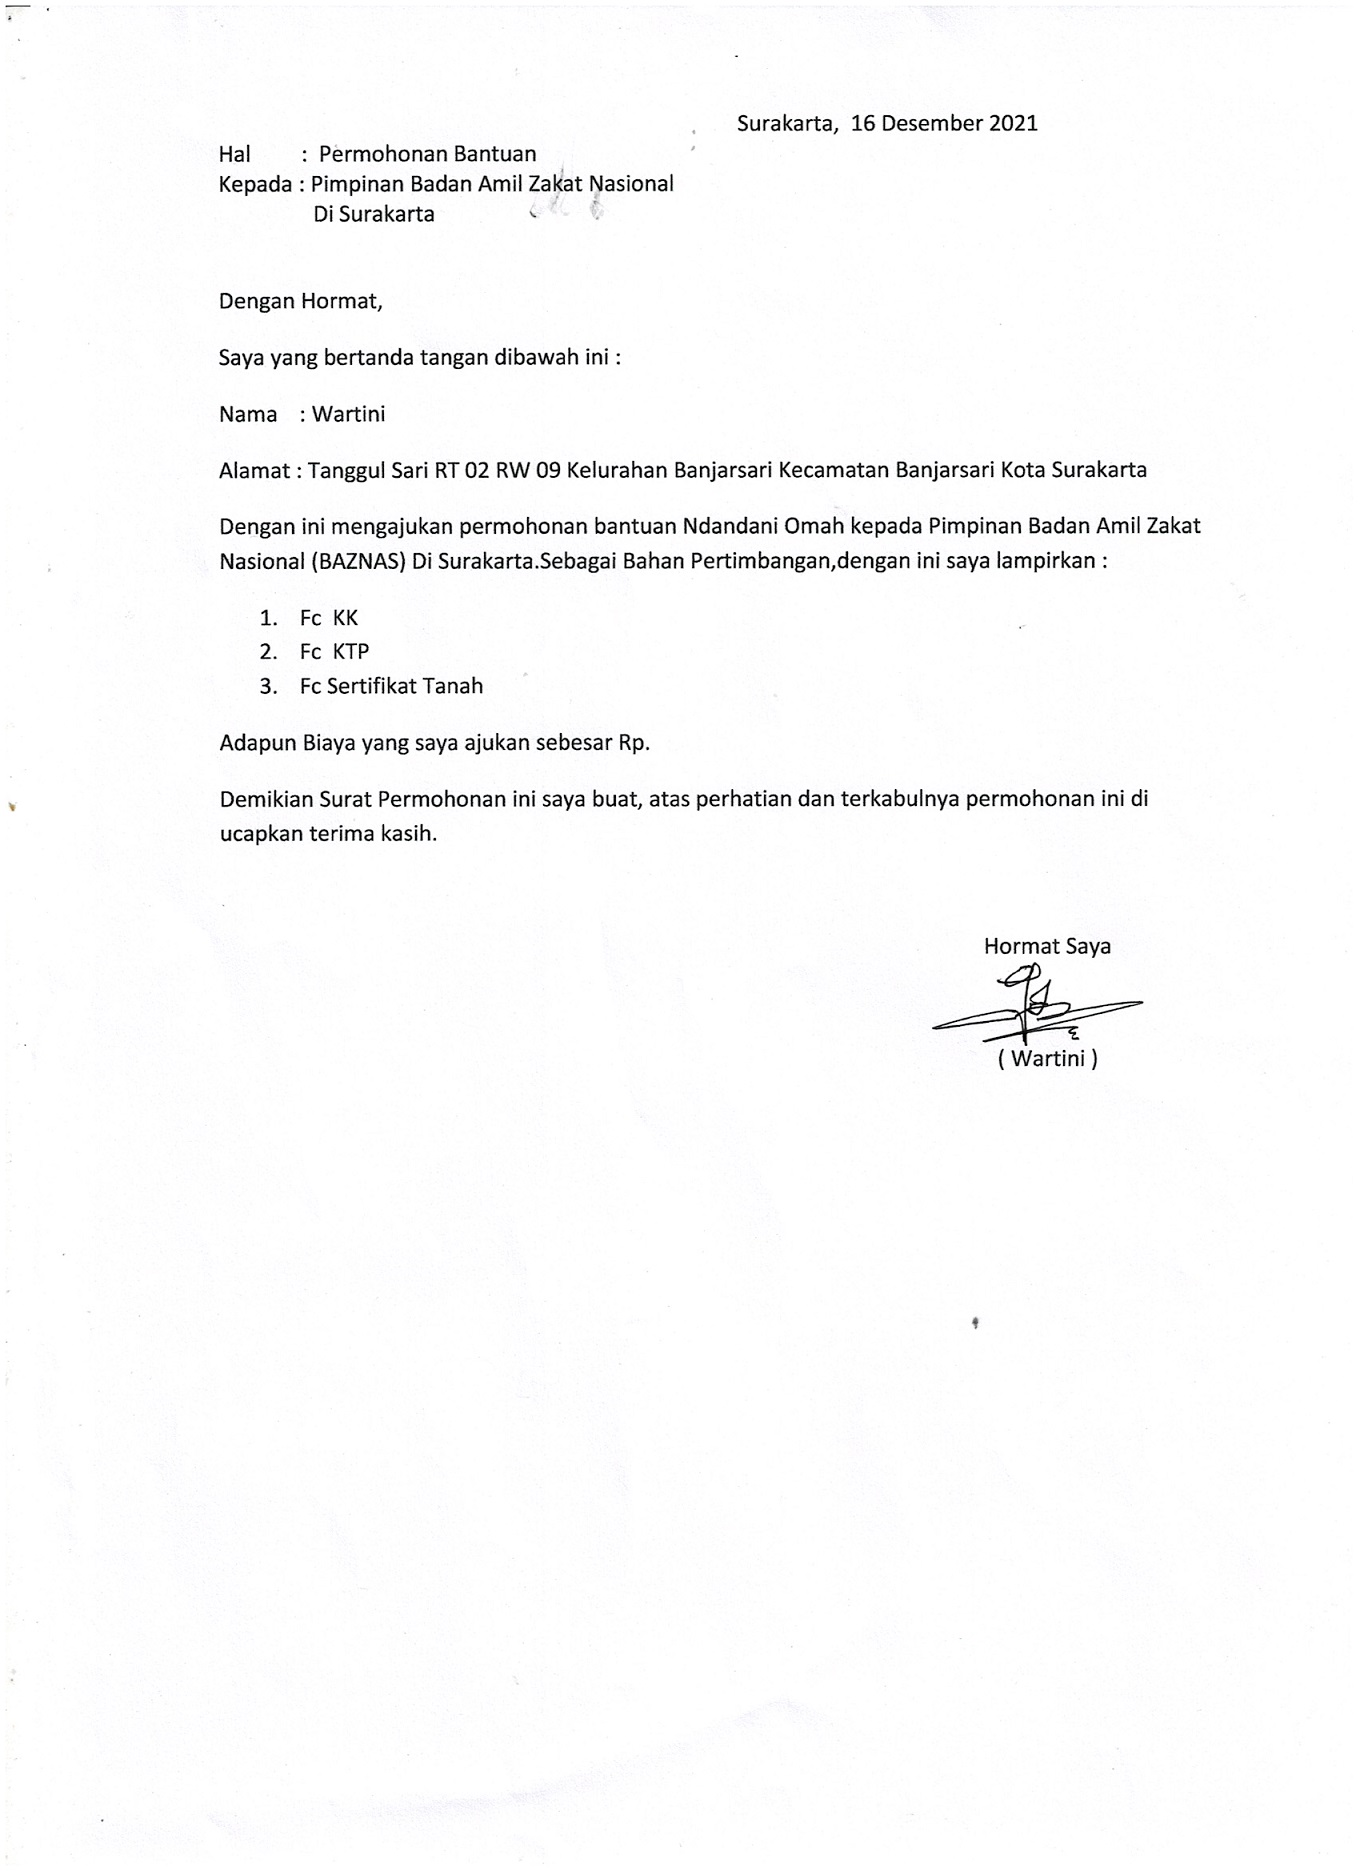 Surakarta, 16 Desember 2021
Hal : Permohonan Bantuan
Kepada : Pimpinan Badan Amil Zakat Nasional
Di Surakarta
Dengan Hormat,
Saya yang bertanda tangan dibawah ini :
Nama : Wartini
Alamat : Tanggul Sari RT 02 RW 09 Kelurahan Banjarsari Kecamatan Banjarsari Kota Surakarta
Dengan ini mengajukan permohonan bantuan Ndandani Omah kepada Pimpinan Badan Amil Zakat
Nasional (BAZNAS) Di Surakarta.Sebagai Bahan Pertimbangan,dengan ini saya lampirkan :
1. Fc KK
2. Fc KTP
3. Fc Sertifikat Tanah
Adapun Biaya yang saya ajukan sebesar Rp.
Demikian Surat Permohonan ini saya buat, atas perhatian dan terkabulnya permohonan ini di
ucapkan terima kasih.
Hormat Saya
( Wartini )